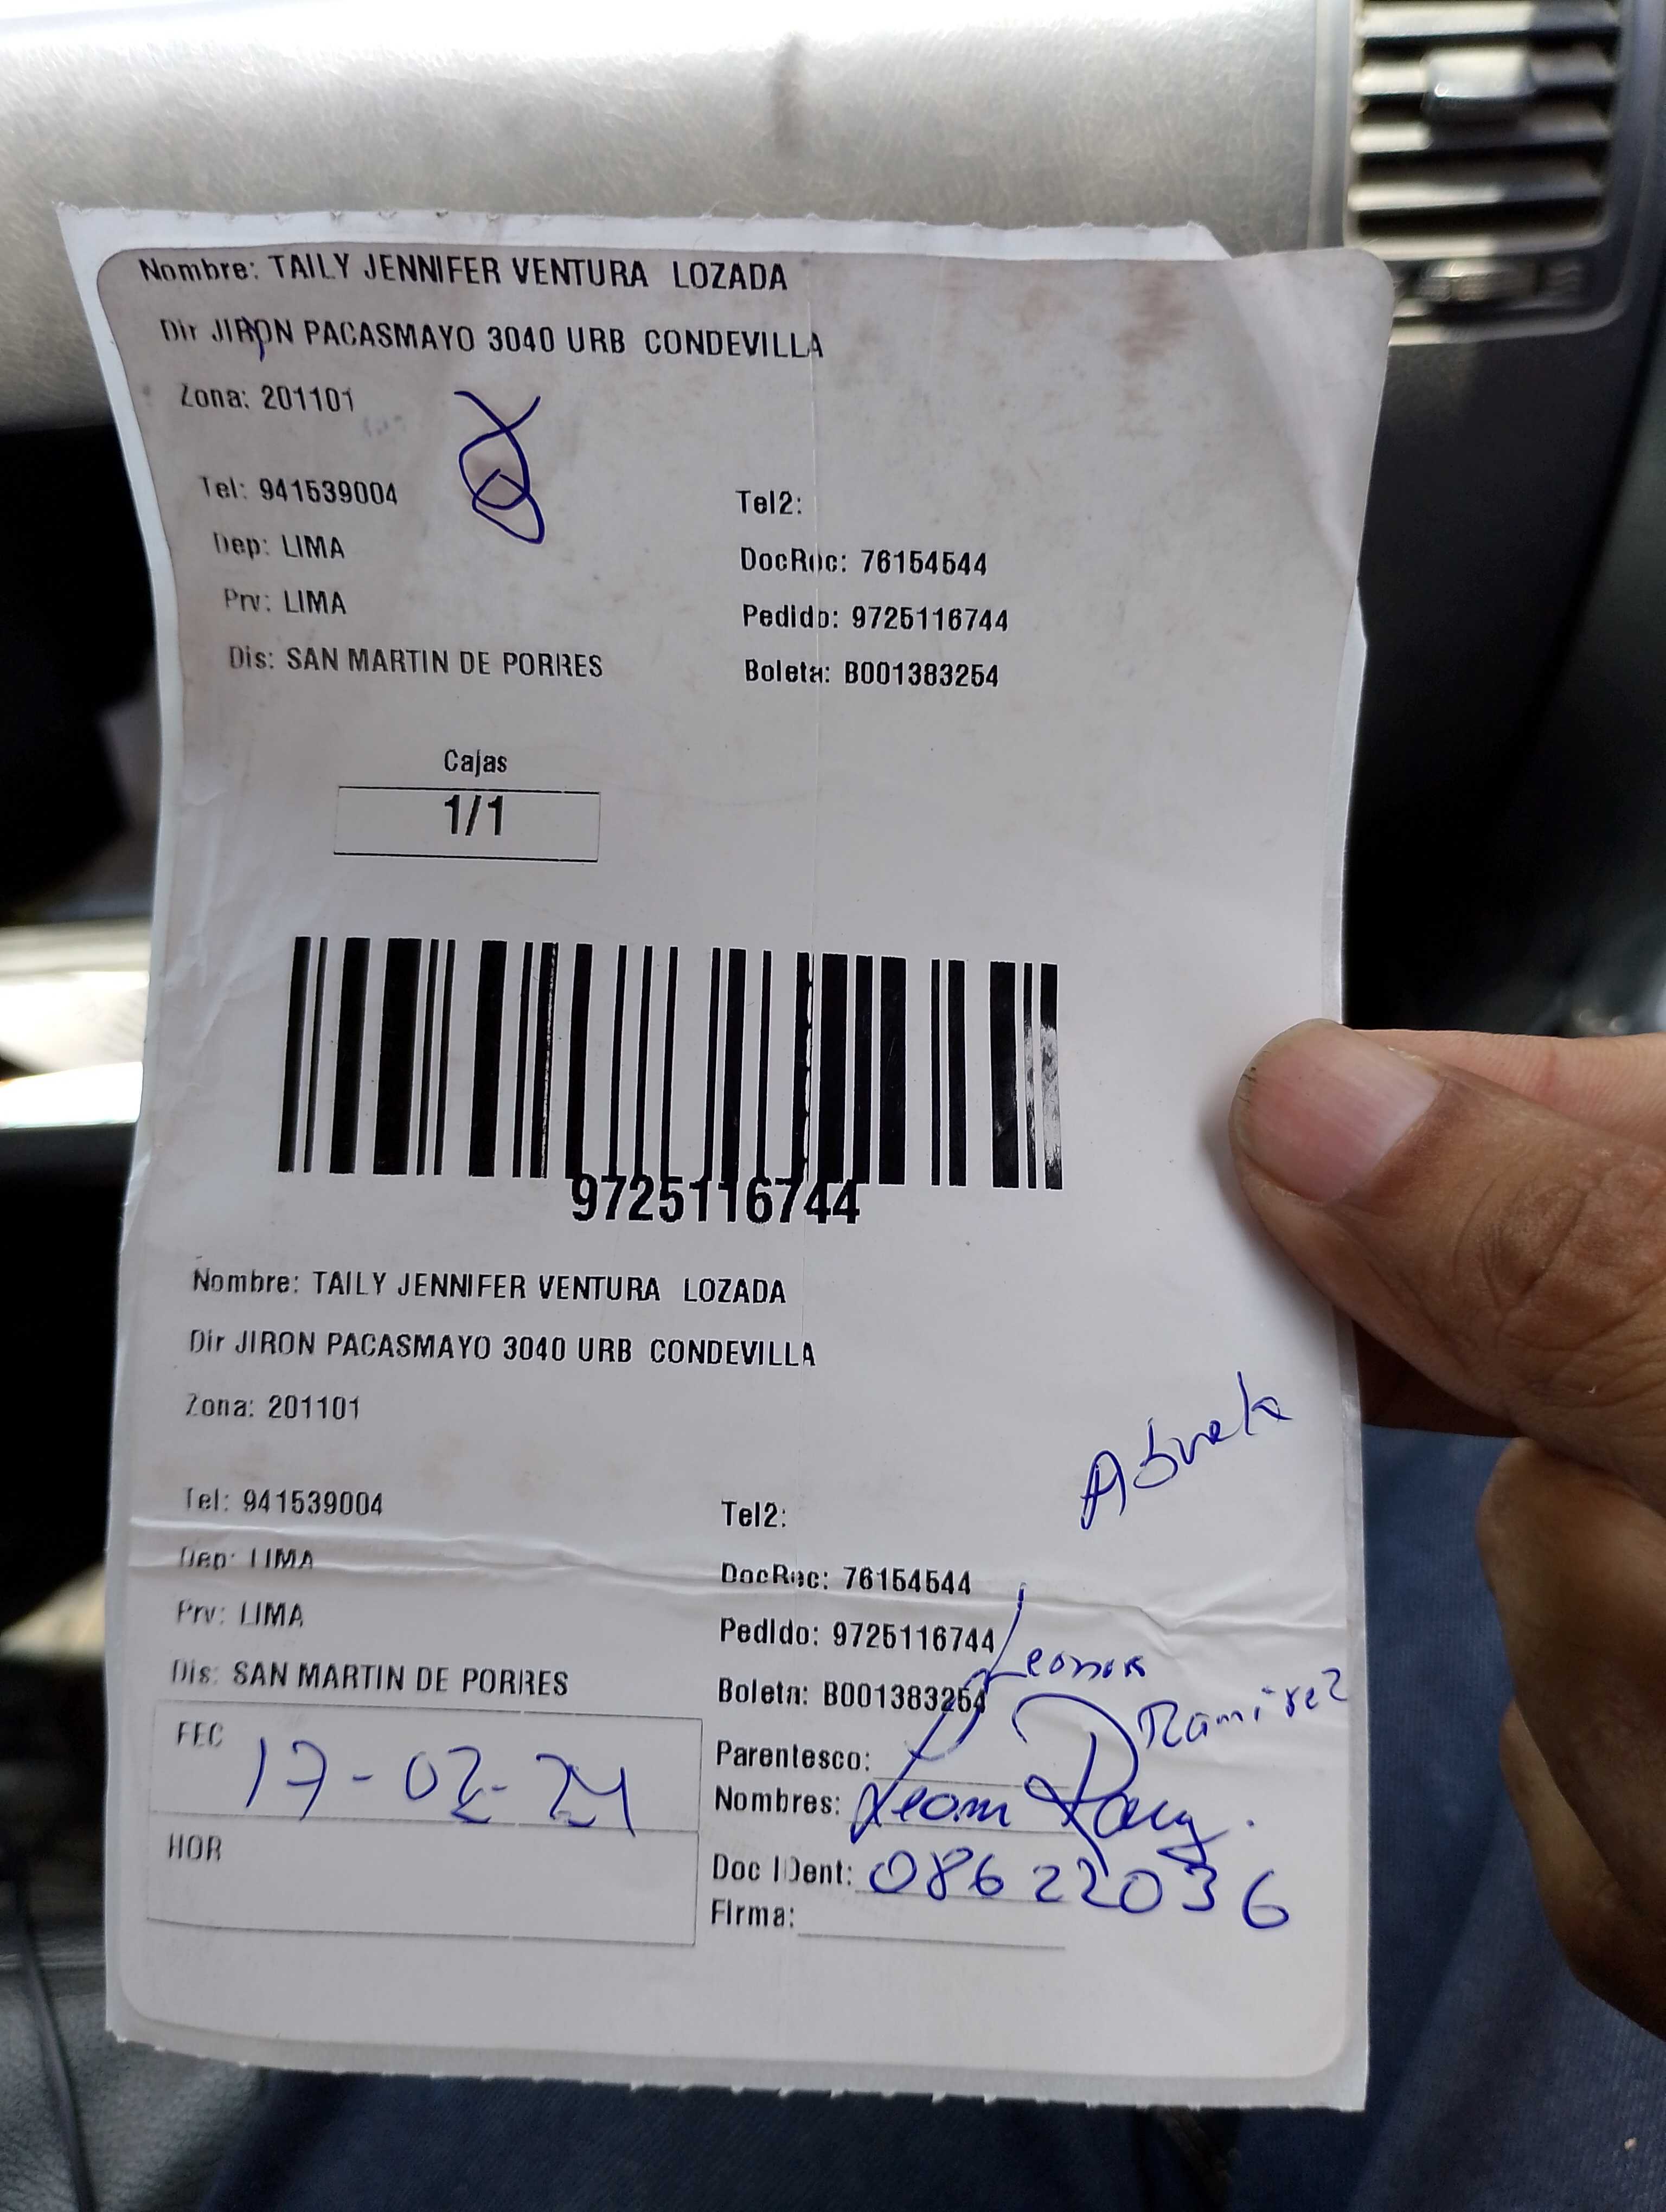 Nombre: TAILY JENNIFER VENTURA LOZADA
Dir JIRON PACASMAYO 3040 URB CONDEVILLA
Zona: 201101
Tel: 941539004
Tel2:
Dep: LIMA
DocRec: 76154544
Prv: LIMA
Pedido: 9725116744
Dis: SAN MARTIN DE PORRES
Boleta: B001383254
Cajas
1/1
9725116744
Nombre: TAILY JENNIFER VENTURA LOZADA
Dir JIRON PACASMAYO 3040 URB CONDEVILLA
Zona: 201101
Abuela
Tel: 941539004
Tel2:
Dep: LIMA
DocRec: 76154544
Prv: LIMA
Pedido: 9725116744
Leonor
Dis: SAN MARTIN DE PORRES
Boleta: B001383254
Ramirez
FEC 17-02-24
Parentesco:
Nombres:
HOR
Doc IDent: 08622036
Firma: